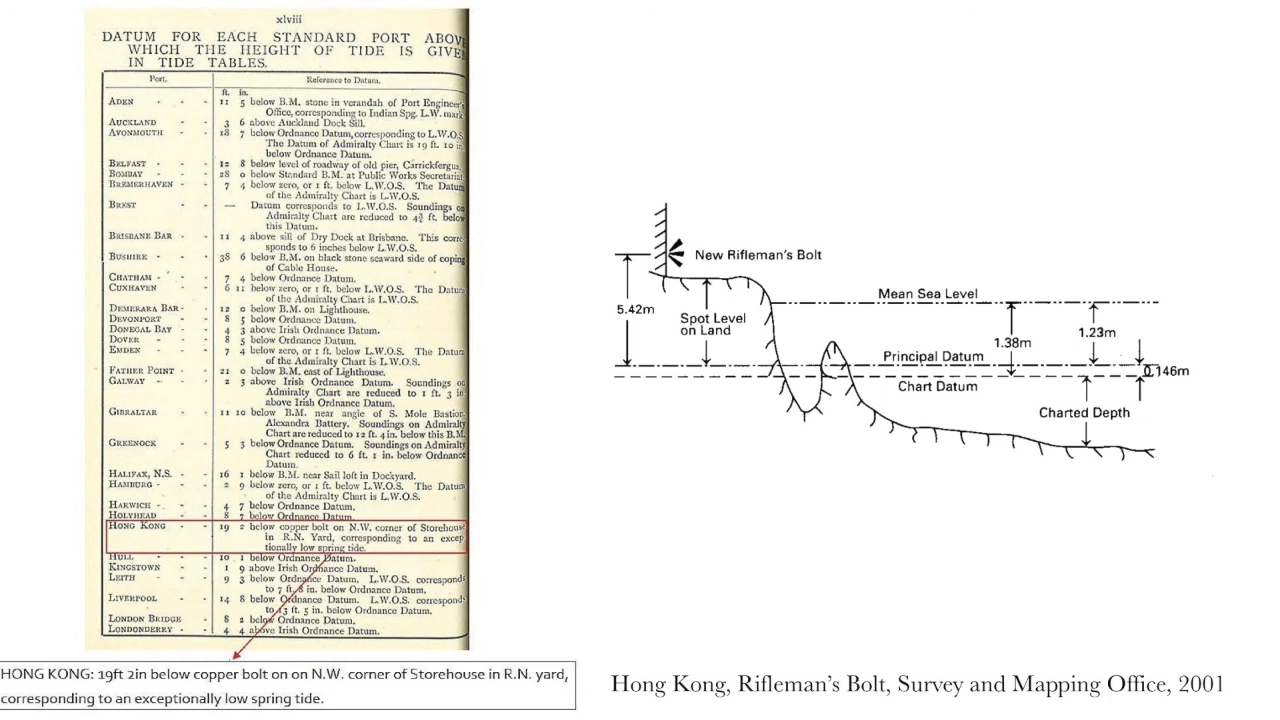 xlviii
DATUM FOR EACH STANDARD PORT ABOV
WHICH THE HEIGHT OF TIDE IS GIVE
IN TIDE TABLES.
Port. Reference to Datum.
ft. in.
ADEN - - - 11 5 below B.M. stone in verandah of Port Engineer's
Office, corresponding to Indian Spg. L.W. mark
AUCKLAND - - 3 6 above Auckland Dock Sill.
AVONMOUTH - - 18 7 below Ordnance Datum, corresponding to L.W.O.S.
The Datum of Admiralty Chart is 19 ft. 10 in.
below Ordnance Datum.
BELFAST - - - 12 8 below level of roadway of old pier, Carrickfergus.
BOMBAY - - - 28 0 below Standard B.M. at Public Works Secretariat.
BREMERHAVEN - - 7 4 below zero, or 1 ft. below L.W.O.S. The Datum
of the Admiralty Chart is L.W.O.S.
BREST - - — Datum corresponds to L.W.O.S. Soundings on
Admiralty Chart are reduced to 4¾ ft. below
this Datum.
BRISBANE BAR - - 11 4 above sill of Dry Dock at Brisbane. This corre-
sponds to 6 inches below L.W.O.S.
BUSHIRE - - 38 6 below B.M. on black stone seaward side of coping
of Cable House.
CHATHAM - - - 7 4 below Ordnance Datum.
CUXHAVEN - - 6 11 below zero, or 1 ft. below L.W.O.S. The Datum
of the Admiralty Chart is L.W.O.S.
DEMERARA BAR - - 12 0 below B.M. on Lighthouse.
DEVONPORT - - 8 5 below Ordnance Datum.
DONEGAL BAY - - 4 3 above Irish Ordnance Datum.
DOVER - - - 8 5 below Ordnance Datum.
EMDEN - - - 7 4 below zero, or 1 ft. below L.W.O.S. The Datum
of the Admiralty Chart is L.W.O.S.
FATHER POINT - - 21 0 below B.M. east of Lighthouse.
GALWAY - - - 2 3 above Irish Ordnance Datum. Soundings on
Admiralty Chart are reduced to 1 ft. 3 in.
above Irish Ordnance Datum.
GIBRALTAR - - 11 10 below B.M. near angle of S. Mole Bastion,
Alexandra Battery. Soundings on Admiralty
Chart are reduced to 12 ft. 4 in. below this B.M.
GREENOCK - - 5 3 below Ordnance Datum. Soundings on Admiralty
Chart reduced to 6 ft. 1 in. below Ordnance
Datum.
HALIFAX, N.S. - - 16 1 below B.M. near Sail loft in Dockyard.
HAMBURG - - - 2 9 below zero, or 1 ft. below L.W.O.S. The Datum
of the Admiralty Chart is L.W.O.S.
HARWICH - - - 4 7 below Ordnance Datum.
HOLYHEAD - - 8 7 below Ordnance Datum.
HONG KONG - - 19 2 below copper bolt on N.W. corner of Storehouse
in R.N. Yard, corresponding to an excep
tionally low spring tide.
HULL - - - 10 1 below Ordnance Datum.
KINGSTOWN - - 1 9 above Irish Ordnance Datum.
LEITH - - - 9 3 below Ordnance Datum. L.W.O.S. corresponds
to 7 ft. 8 in. below Ordnance Datum.
LIVERPOOL - - 14 8 below Ordnance Datum. L.W.O.S. corresponds
to 13 ft. 5 in. below Ordnance Datum.
LONDON BRIDGE - 8 2 below Ordnance Datum.
LONDONDERRY - - 4 4 above Irish Ordnance Datum.
HONG KONG: 19ft 2in below copper bolt on on N.W. corner of Storehouse in R.N. yard,
corresponding to an exceptionally low spring tide.
New Rifleman's Bolt
Mean Sea Level
5.42m
Spot Level
on Land
1.38m
1.23m
Principal Datum
0.146m
Chart Datum
Charted Depth
Hong Kong, Rifleman's Bolt, Survey and Mapping Office, 2001